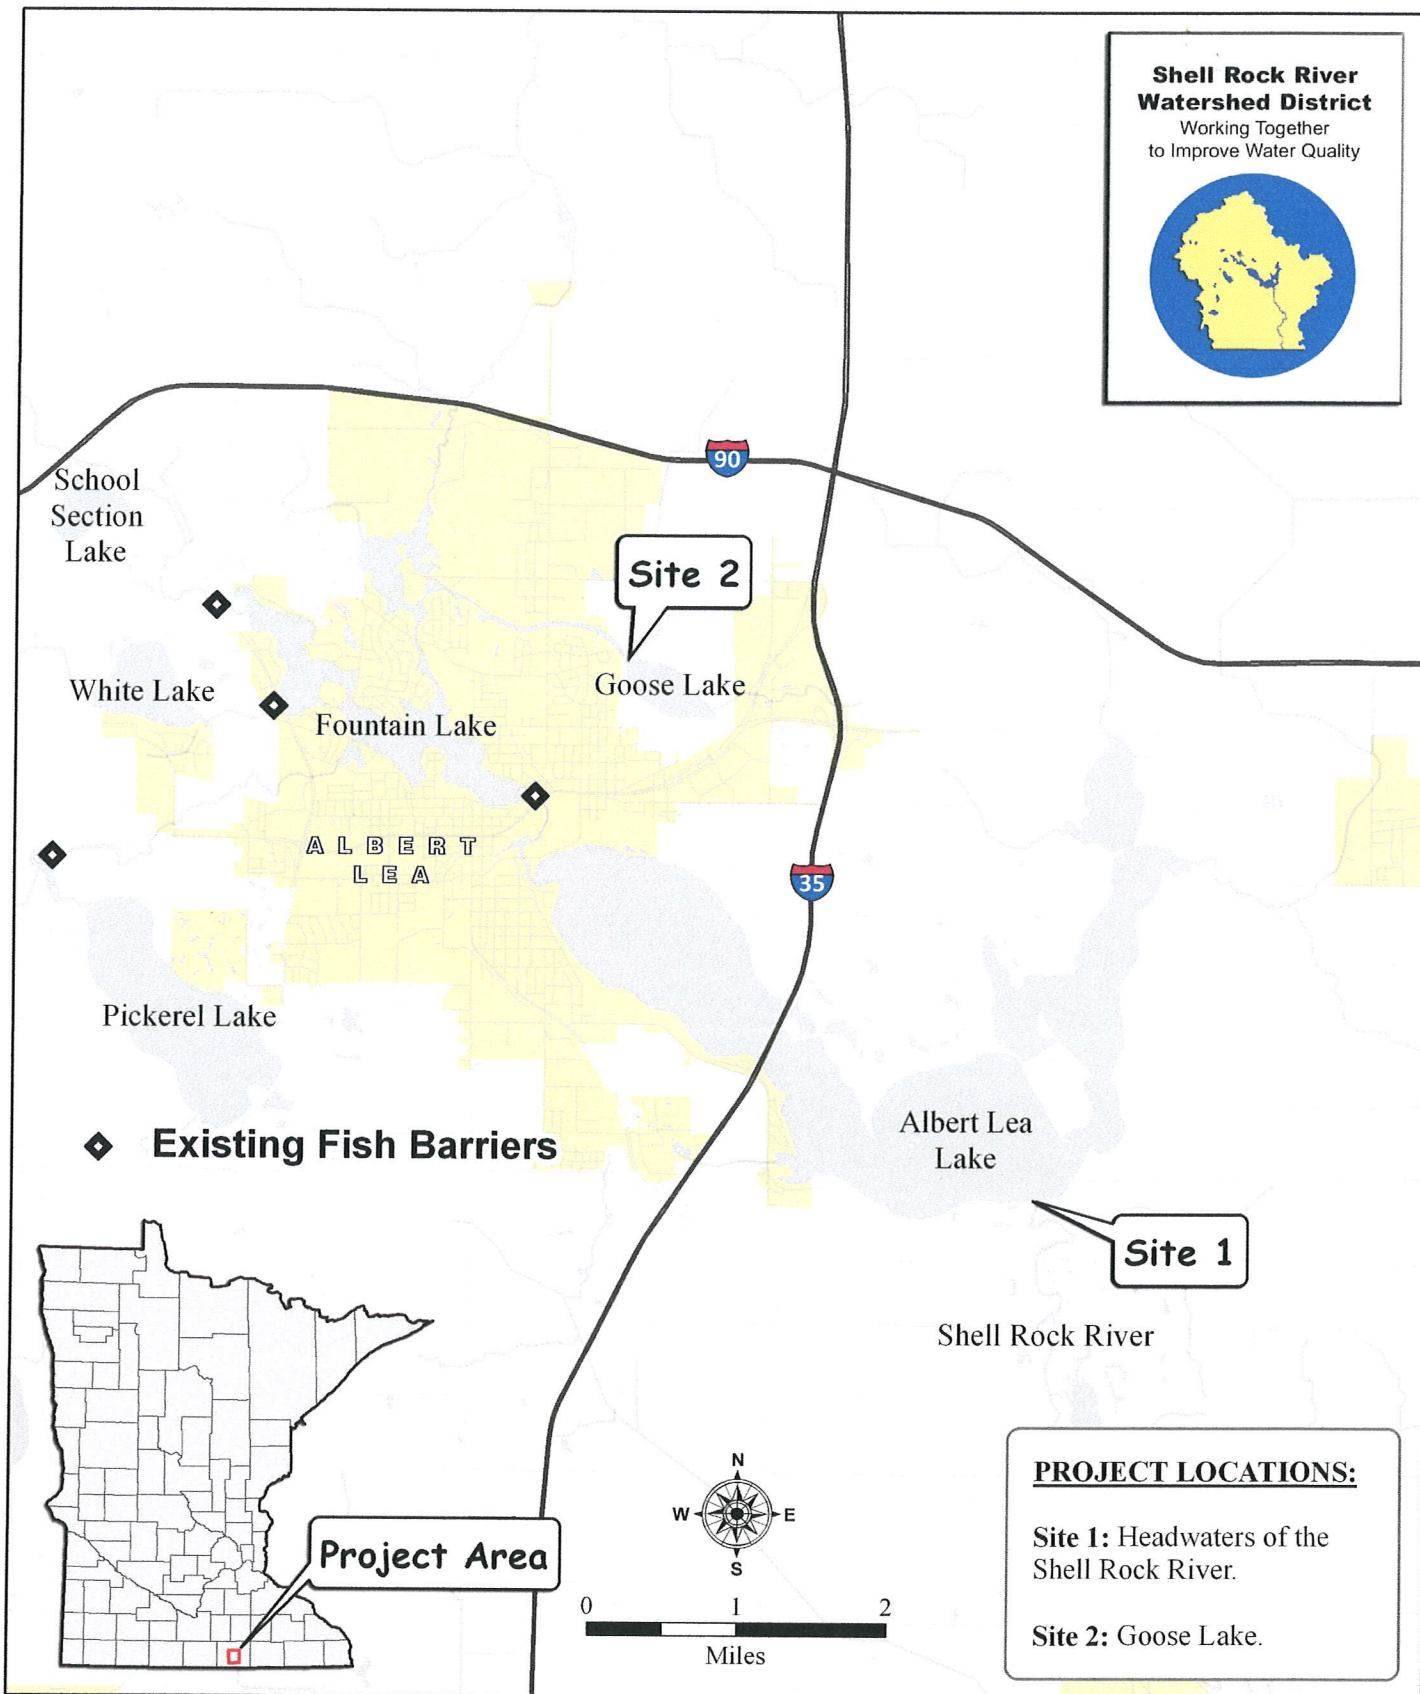 Shell Rock River
Watershed District
Working Together
to Improve Water Quality
90
School
Section
Lake
Site 2
White Lake
Goose Lake
Fountain Lake
ALBERT
LEA
35
Pickerel Lake
Albert Lea
Lake
Existing Fish Barriers
Site 1
Shell Rock River
Project Area
N
W
E
S
0
1
2
Miles
PROJECT LOCATIONS:
Site 1: Headwaters of the
Shell Rock River.
Site 2: Goose Lake.